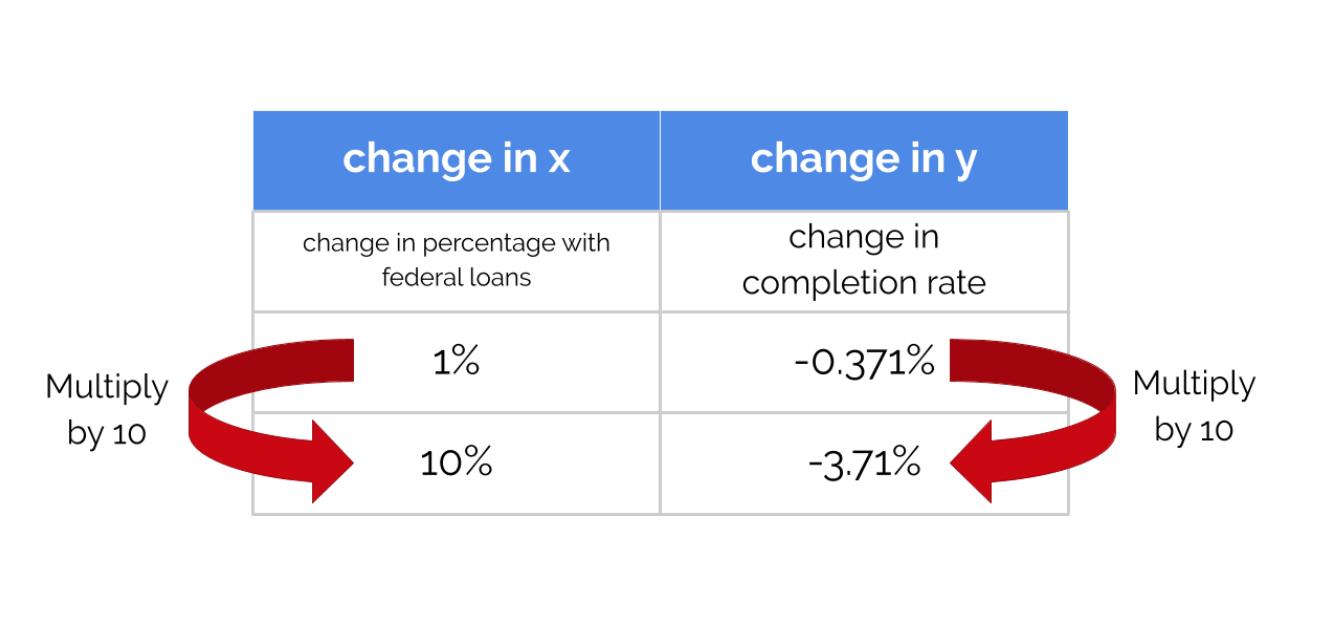 change in x
change in y
change in percentage with
federal loans
change in
completion rate
Multiply
by 10
1%
-0.371%
Multiply
by 10
10%
-3.71%